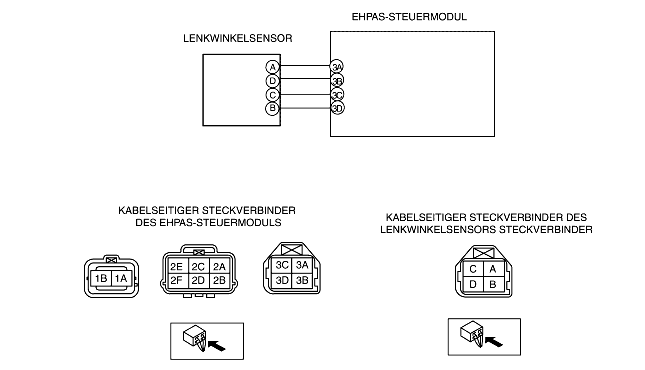 EHPAS-STEUERMODUL
LENKWINKELSENSOR
A 3A
D 3B
C 3C
B 3D
KABELSEITIGER STECKVERBINDER
DES EHPAS-STEUERMODULS
KABELSEITIGER STECKVERBINDER DES
LENKWINKELSENSORS STECKVERBINDER
1B 1A
2E 2C 2A
2F 2D 2B
3C 3A
3D 3B
C A
D B